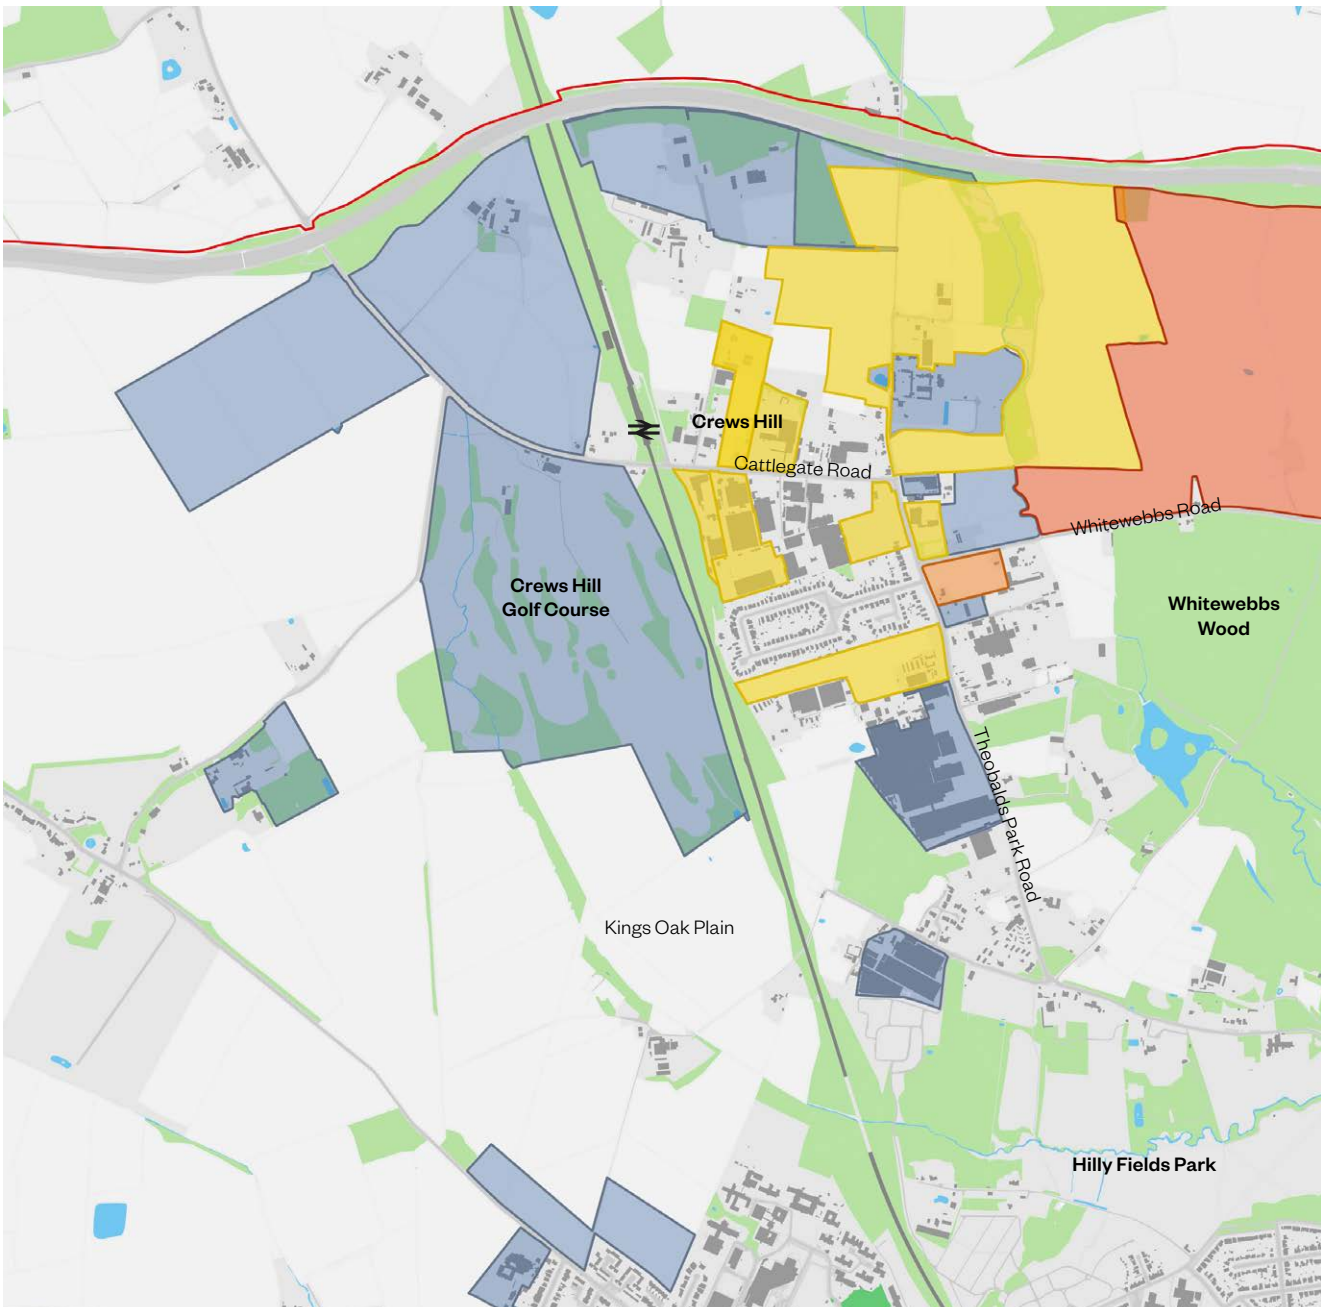 Crews Hill
Cattlegate Road
Whitewebbs Road
Crews Hill
Golf Course
Whitewebbs
Wood
Theobalds Park Road
Kings Oak Plain
Hilly Fields Park